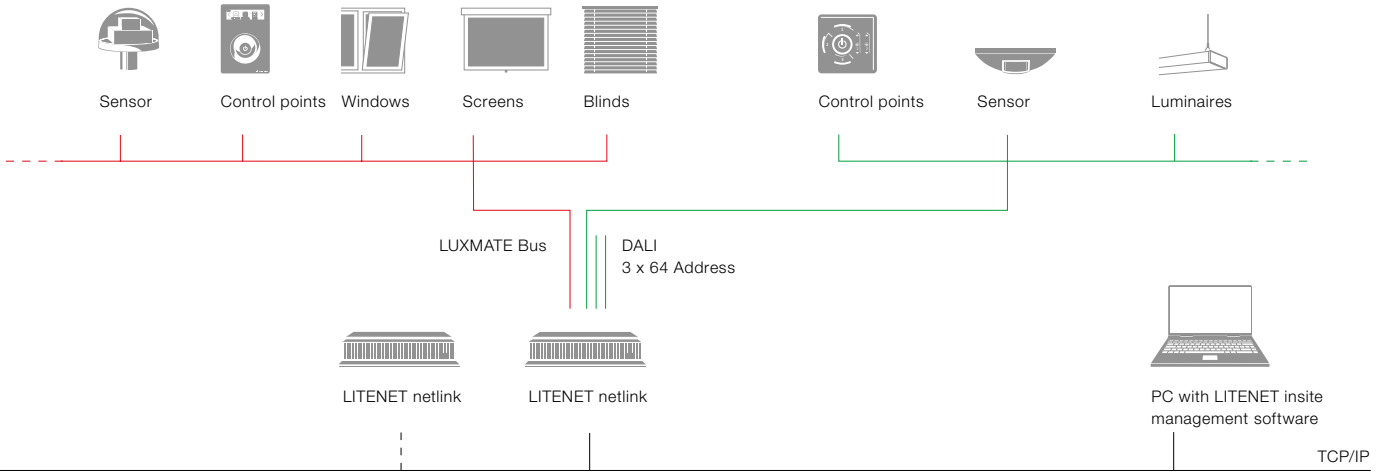 Sensor
Control points
Windows
Screens
Blinds
Control points
Sensor
Luminaires
LUXMATE Bus
DALI
3 x 64 Address
LITENET netlink
LITENET netlink
PC with LITENET insite
management software
TCP/IP